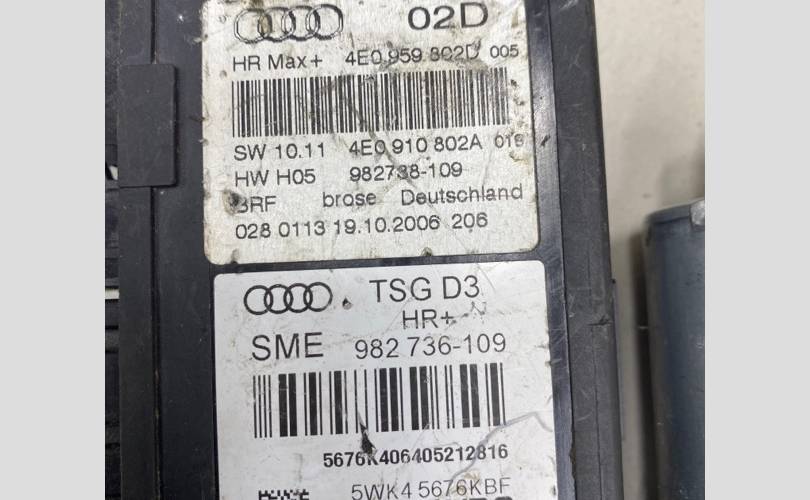 02D
HR Max+ 4E0 959 802D 005
SW 10.11 4E0 910 802A 016
HW H05 982738-109
BRF brose Deutschland
028 0113 19.10.2006 206
TSG D3
HR+
SME 982 736-109
5676K406405212816
5WK4 5676KBF